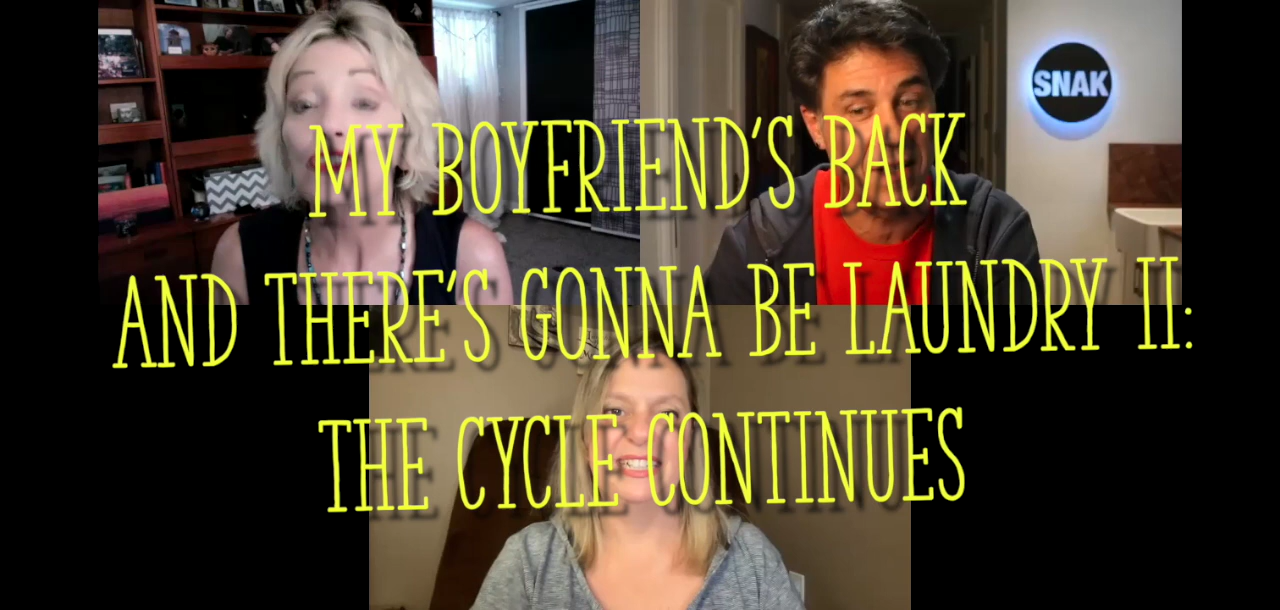 SNAK
MY BOYFRIEND'S BACK
AND THERE'S GONNA BE LAUNDRY II:
THE CYCLE CONTINUES